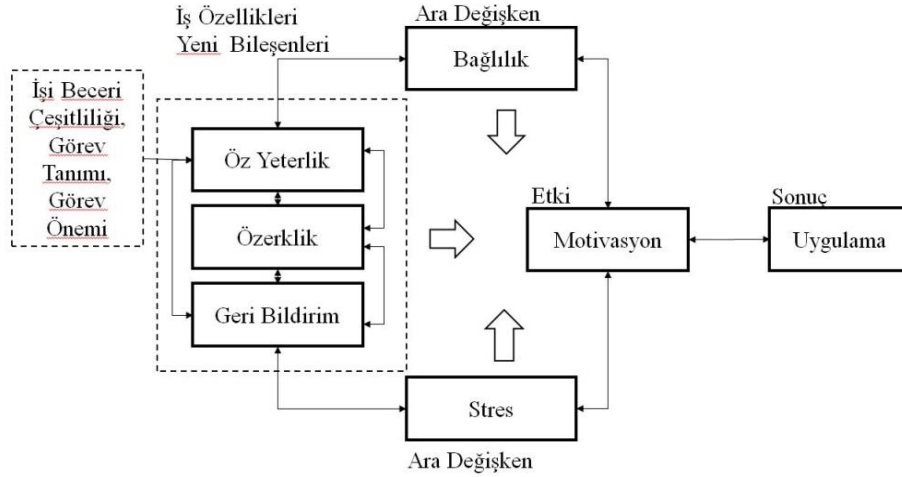 İş Özellikleri
Yeni Bileşenleri
Ara Değişken
Bağlılık
İşi Beceri
Çeşitliliği,
Görev
Tanımı,
Görev
Önemi
Öz Yeterlik
Özerklik
Geri Bildirim
Etki
Motivasyon
Sonuç
Uygulama
Stres
Ara Değişken